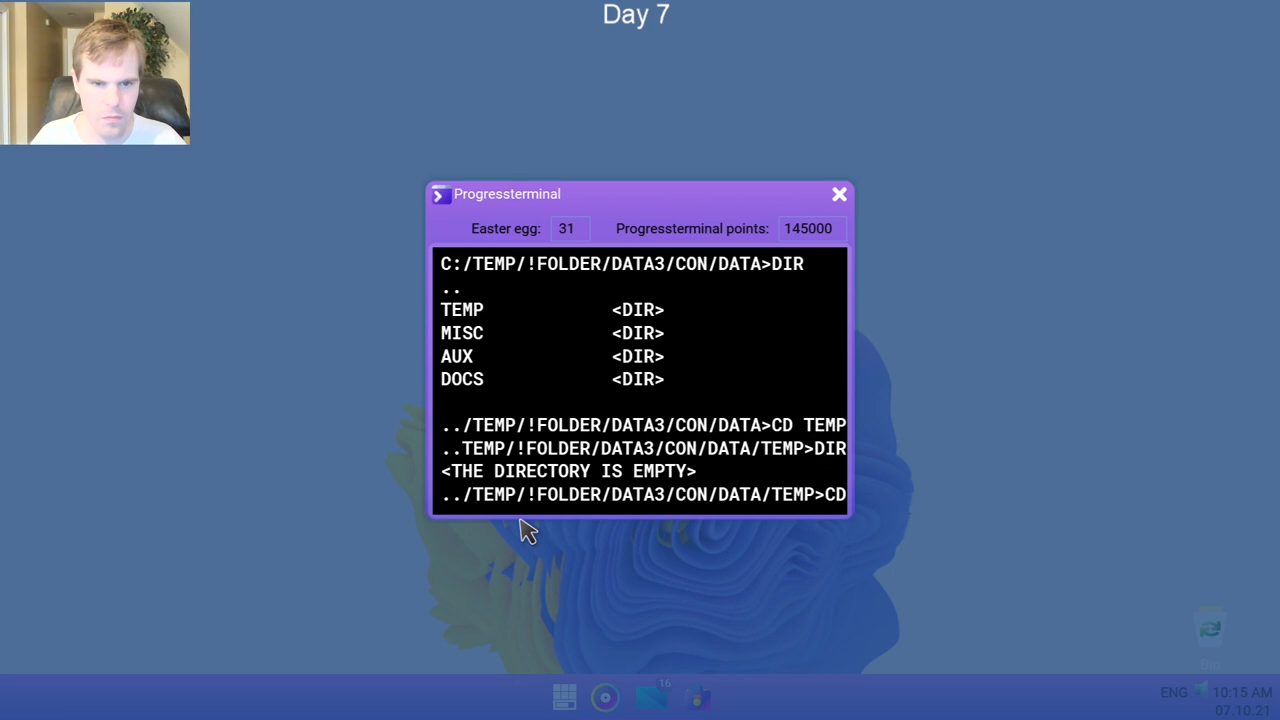 Day 7
Progressterminal
Easter egg: 31 Progressterminal points: 145000
C:/TEMP/!FOLDER/DATA3/CON/DATA>DIR
..
TEMP <DIR>
MISC <DIR>
AUX <DIR>
DOCS <DIR>
../TEMP/!FOLDER/DATA3/CON/DATA>CD TEMP
..TEMP/!FOLDER/DATA3/CON/DATA/TEMP>DIR
<THE DIRECTORY IS EMPTY>
../TEMP/!FOLDER/DATA3/CON/DATA/TEMP>CD
Bin
16
ENG 10:15 AM
07.10.21